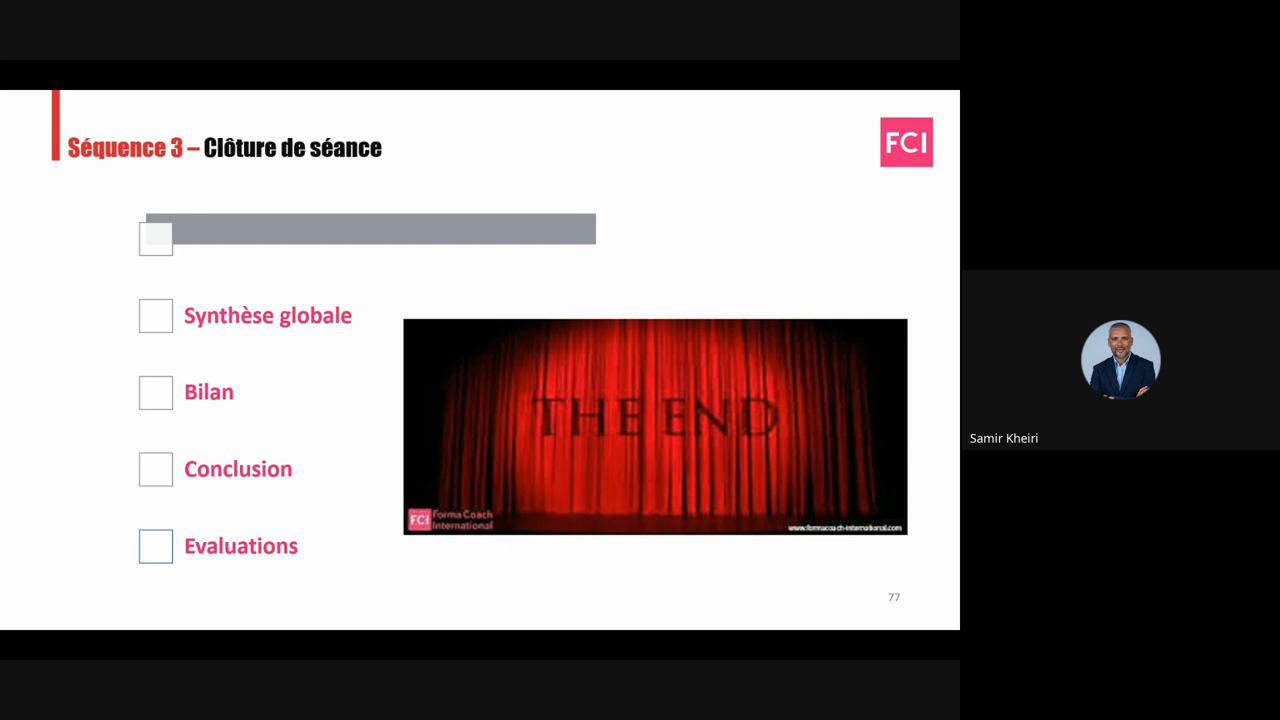 Séquence 3 – Clôture de séance
FCI
Synthèse globale
Bilan
THE END
Conclusion
Samir Kheiri
FCI Forma Coach
International
www.formacoach-international.com
Evaluations
77